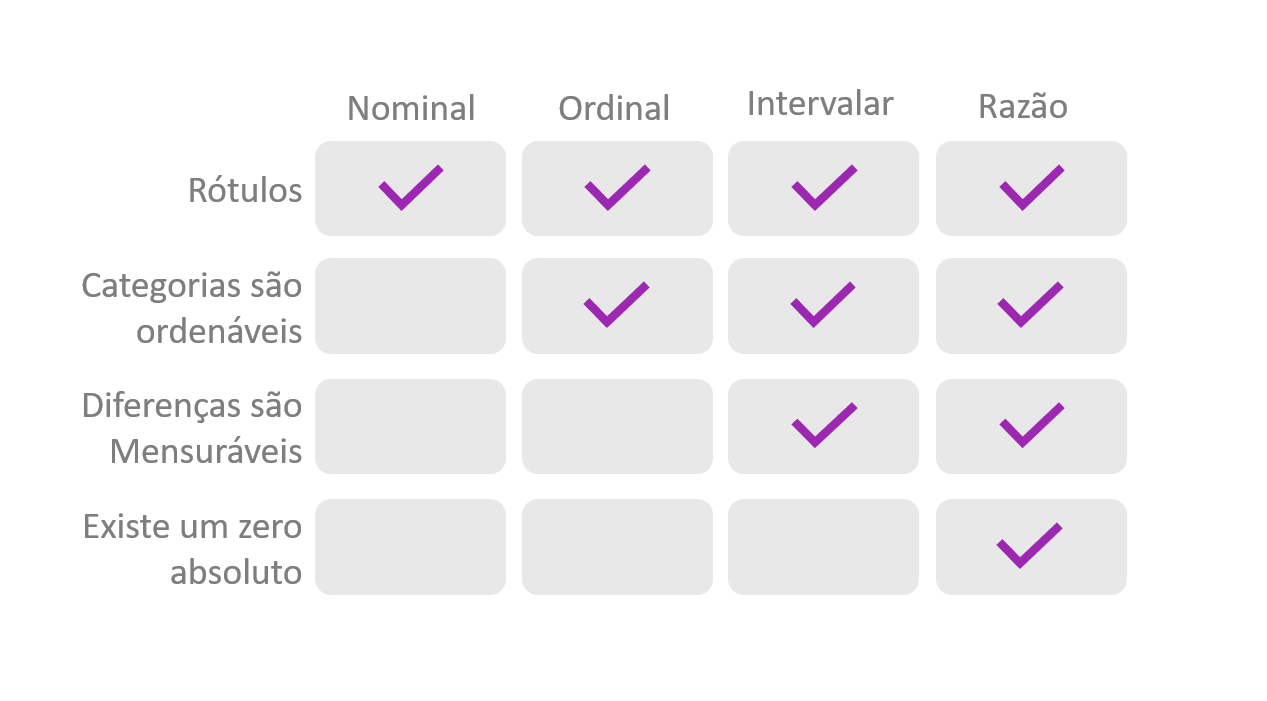 Nominal Ordinal Intervalar Razão
Rótulos
Categorias são
ordenáveis
Diferenças são
Mensuráveis
Existe um zero
absoluto